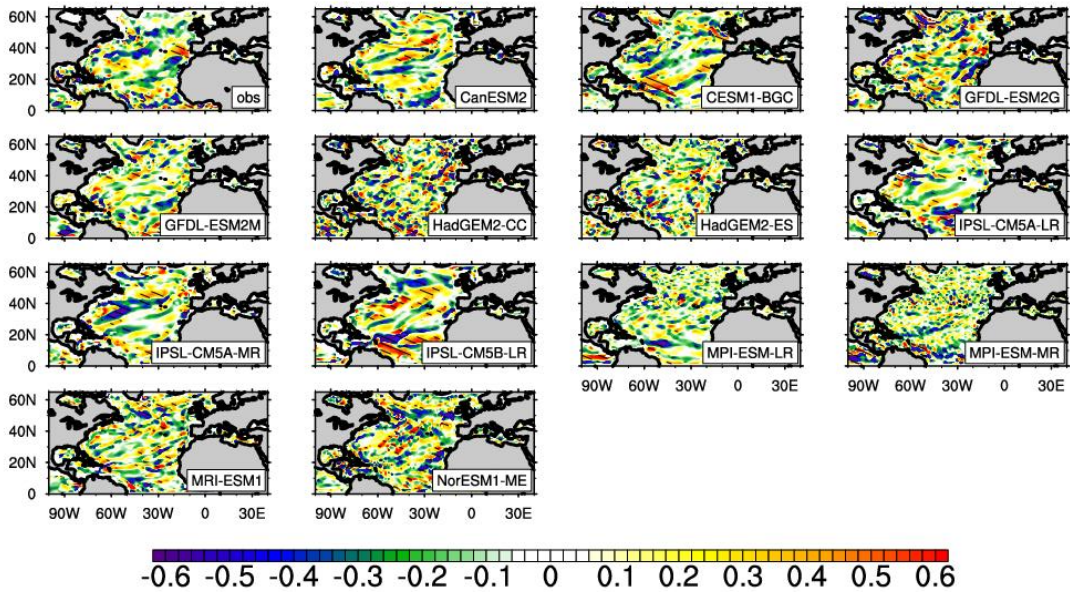 60N
40N
20N
0
obs
CanESM2
CESM1-BGC
GFDL-ESM2G
60N
40N
20N
0
GFDL-ESM2M
HadGEM2-CC
HadGEM2-ES
IPSL-CM5A-LR
60N
40N
20N
0
IPSL-CM5A-MR
IPSL-CM5B-LR
MPI-ESM-LR
MPI-ESM-MR
90W 60W 30W 0 30E
90W 60W 30W 0 30E
60N
40N
20N
0
MRI-ESM1
NorESM1-ME
90W 60W 30W 0 30E
90W 60W 30W 0 30E
-0.6 -0.5 -0.4 -0.3 -0.2 -0.1 0 0.1 0.2 0.3 0.4 0.5 0.6